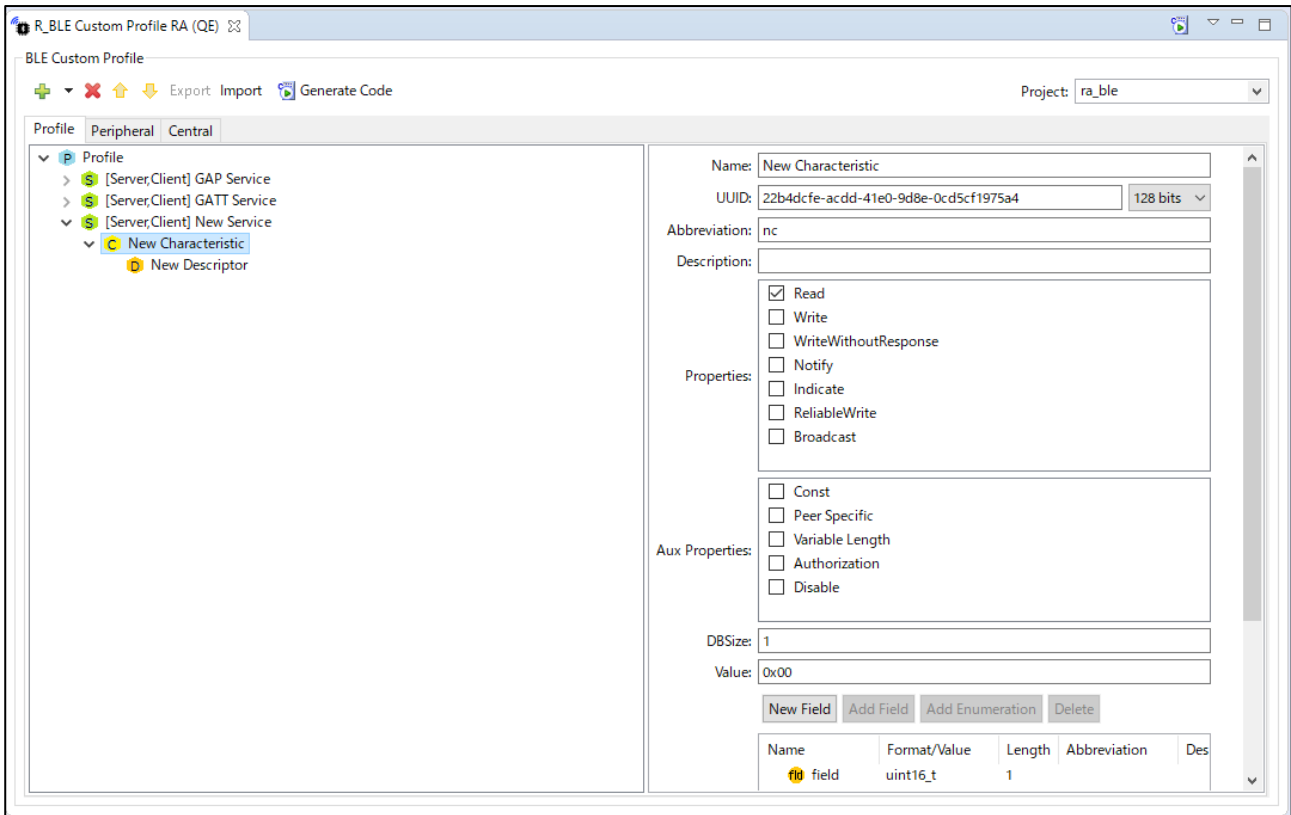 R_BLE Custom Profile RA (QE)
BLE Custom Profile
Export Import Generate Code Project: ra_ble
Profile Peripheral Central
P Profile
S [Server,Client] GAP Service
S [Server,Client] GATT Service
S [Server,Client] New Service
C New Characteristic
D New Descriptor
Name: New Characteristic
UUID: 22b4dcfe-acdd-41e0-9d8e-0cd5cf1975a4 128 bits
Abbreviation: nc
Description:
Properties:
Read
Write
WriteWithoutResponse
Notify
Indicate
ReliableWrite
Broadcast
Aux Properties:
Const
Peer Specific
Variable Length
Authorization
Disable
DBSize: 1
Value: 0x00
New Field Add Field Add Enumeration Delete
Name Format/Value Length Abbreviation Des
fld field uint16_t 1